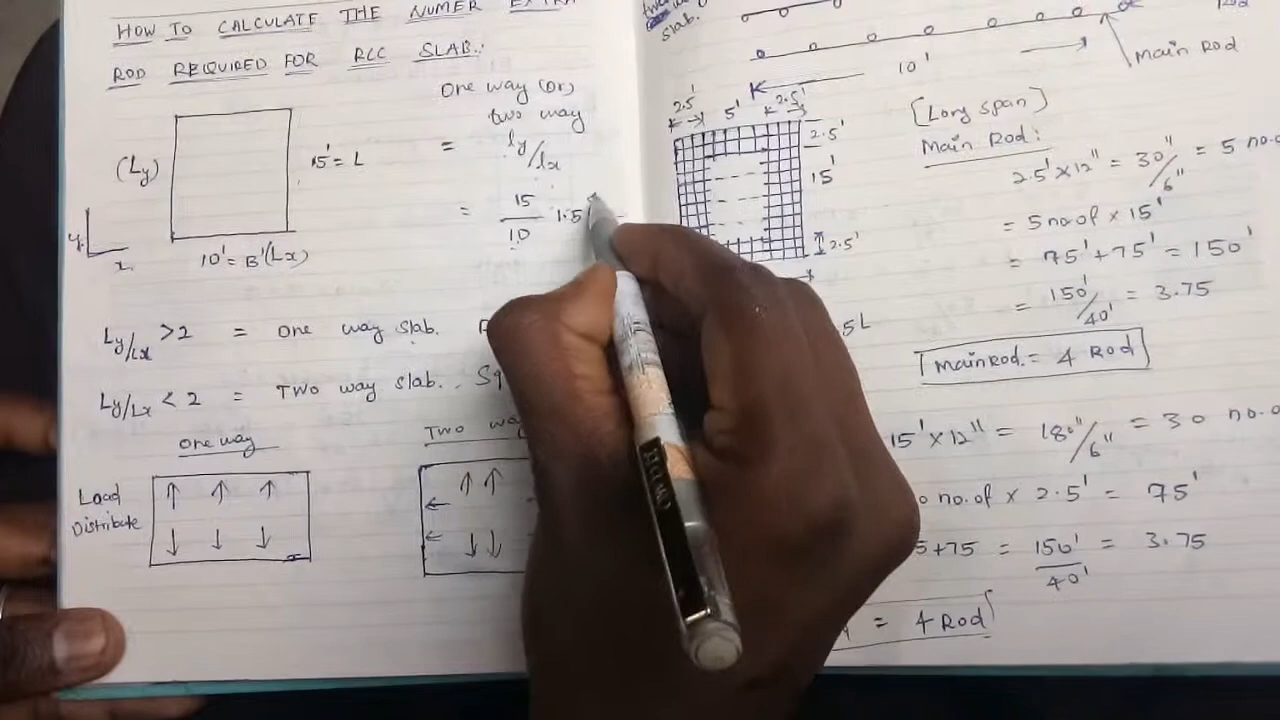 HOW TO CALCULATE THE NUMER EXTRA
ROD REQUIRED FOR RCC SLAB:
One way (or)
two way
(Ly)
15' = L
= ly/lx
= 15/10 1.5
y
x
10' = B'(Lx)
Ly/Lx >2 = one way slab.
Ly/Lx < 2 = Two way slab.
One way
Two way
Load
Distribute
slab.
Main Rod
10'
2.5' 5' 2.5'
2.5'
15'
2.5'
[Long span]
Main Rod:
2.5' x 12" = 30"/6" = 5 no.o
= 5 no.of x 15'
= 75' + 75' = 150'
= 150'/40' = 3.75
Main Rod. = 4 Rod
.5L
15' x 12" = 180"/6" = 30 no.o
no.of x 2.5' = 75'
5+75 = 150'/40' = 3.75
= 4 Rod